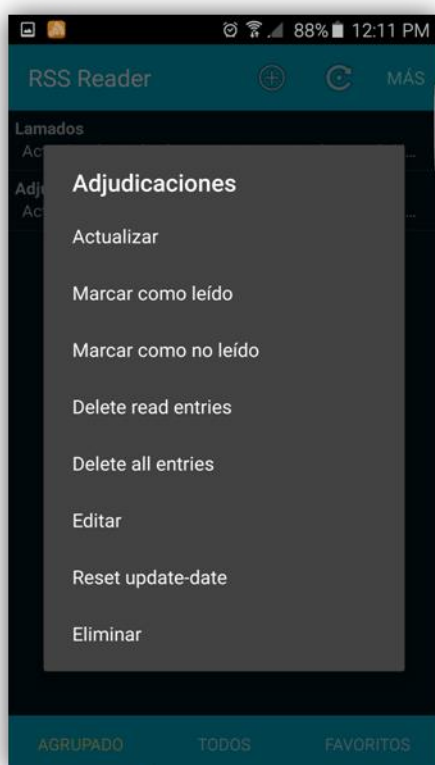 88% 12:11 PM
RSS Reader
MÁS
Lamados
Adjudicaciones
Actualizar
Marcar como leído
Marcar como no leído
Delete read entries
Delete all entries
Editar
Reset update-date
Eliminar
AGRUPADO TODOS FAVORITOS